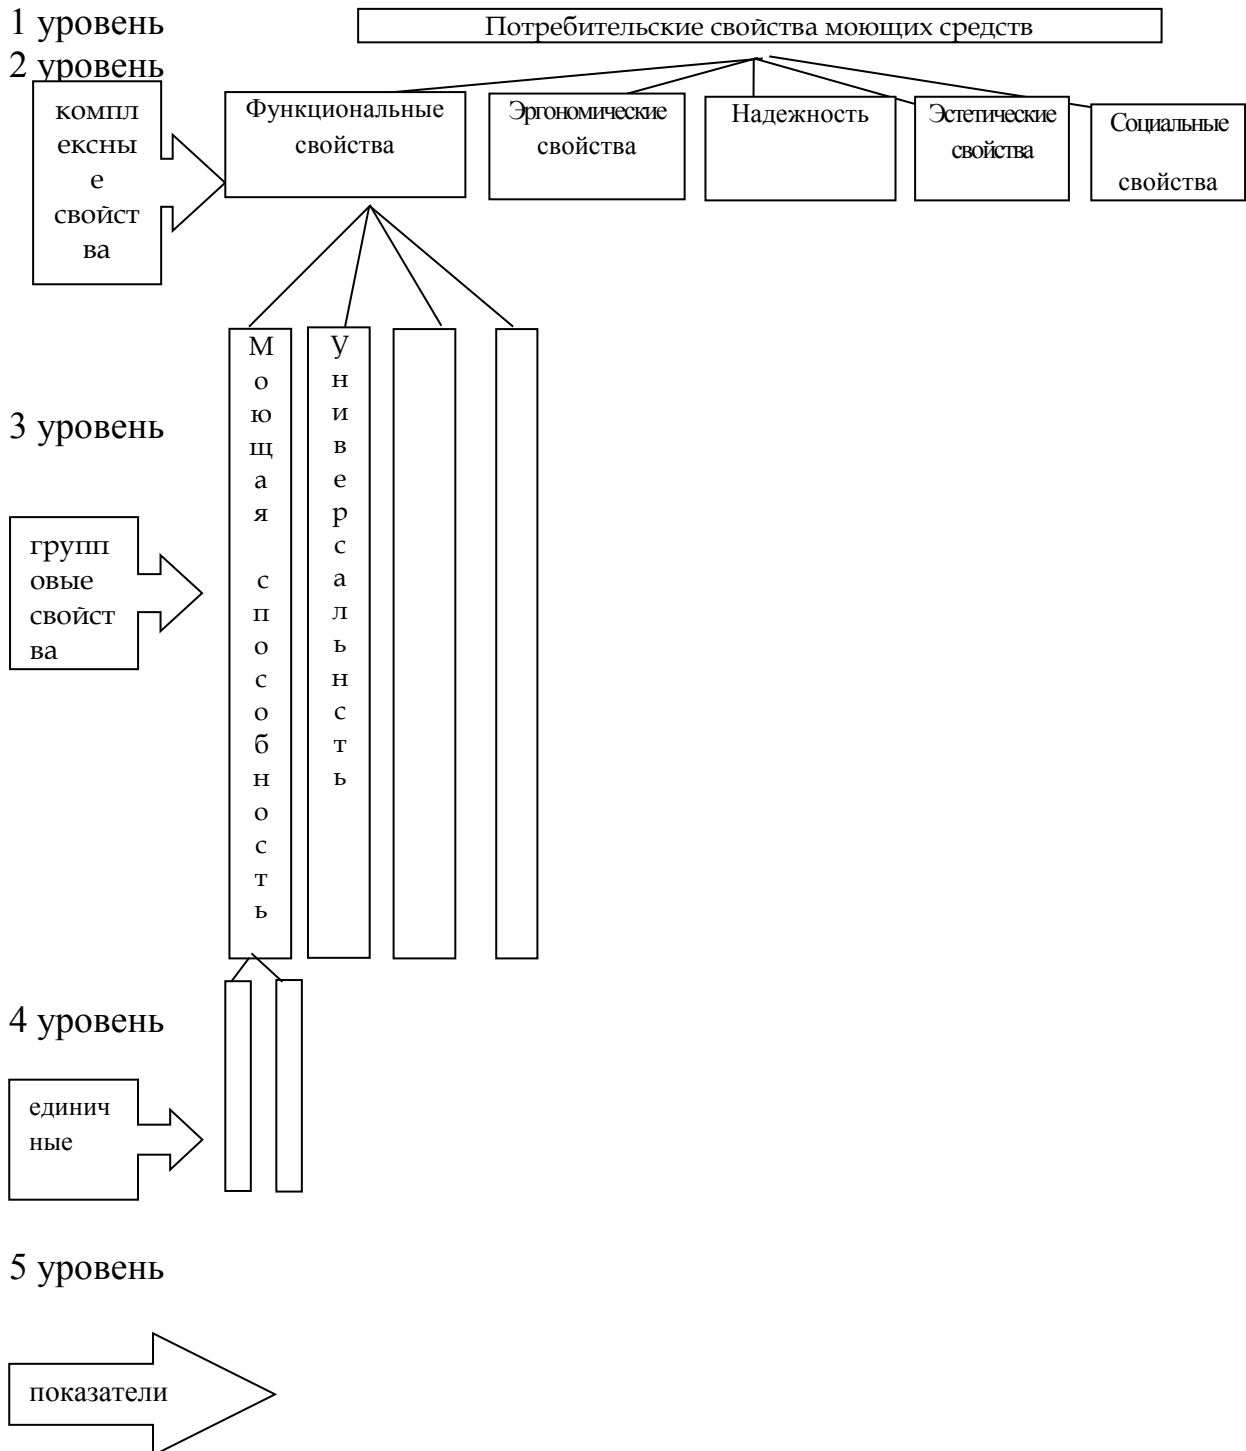 1 уровень
Потребительские свойства моющих средств
2 уровень
компл
ексны
е
свойст
ва
Функциональные
свойства
Эргономические
свойства
Надежность
Эстетические
свойства
Социальные
свойства
М
о
ю
щ
а
я
с
п
о
с
о
б
н
о
с
т
ь
У
н
и
в
е
р
с
а
л
ь
н
с
т
ь
3 уровень
групп
овые
свойст
ва
4 уровень
единич
ные
5 уровень
показатели